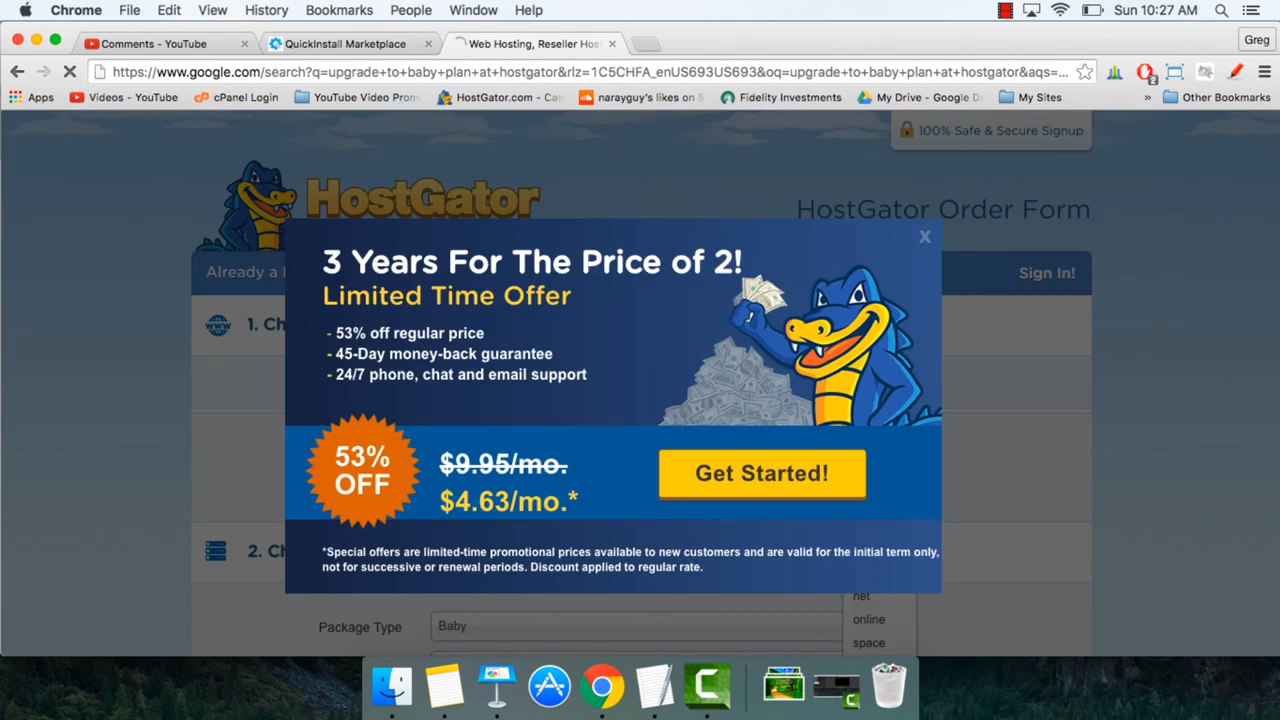 Chrome File Edit View History Bookmarks People Window Help
Sun 10:27 AM
Comments - YouTube
QuickInstall Marketplace
Web Hosting, Reseller Hos
Greg
https://www.google.com/search?q=upgrade+to+baby+plan+at+hostgator&rlz=1C5CHFA_enUS693US693&oq=upgrade+to+baby+plan+at+hostgator&aqs=...
2
Apps Videos - YouTube cPanel Login YouTube Video Prom HostGator.com - Ca narayguy's likes on S Fidelity Investments My Drive - Google D My Sites » Other Bookmarks
100% Safe & Secure Signup
HostGator
HostGator Order Form
Already a
Sign In!
WWW
1. Ch
X
3 Years For The Price of 2!
Limited Time Offer
- 53% off regular price
- 45-Day money-back guarantee
- 24/7 phone, chat and email support
53%
OFF
$9.95/mo.
$4.63/mo.*
Get Started!
*Special offers are limited-time promotional prices available to new customers and are valid for the initial term only,
not for successive or renewal periods. Discount applied to regular rate.
2. Ch
net
online
space
Package Type
Baby